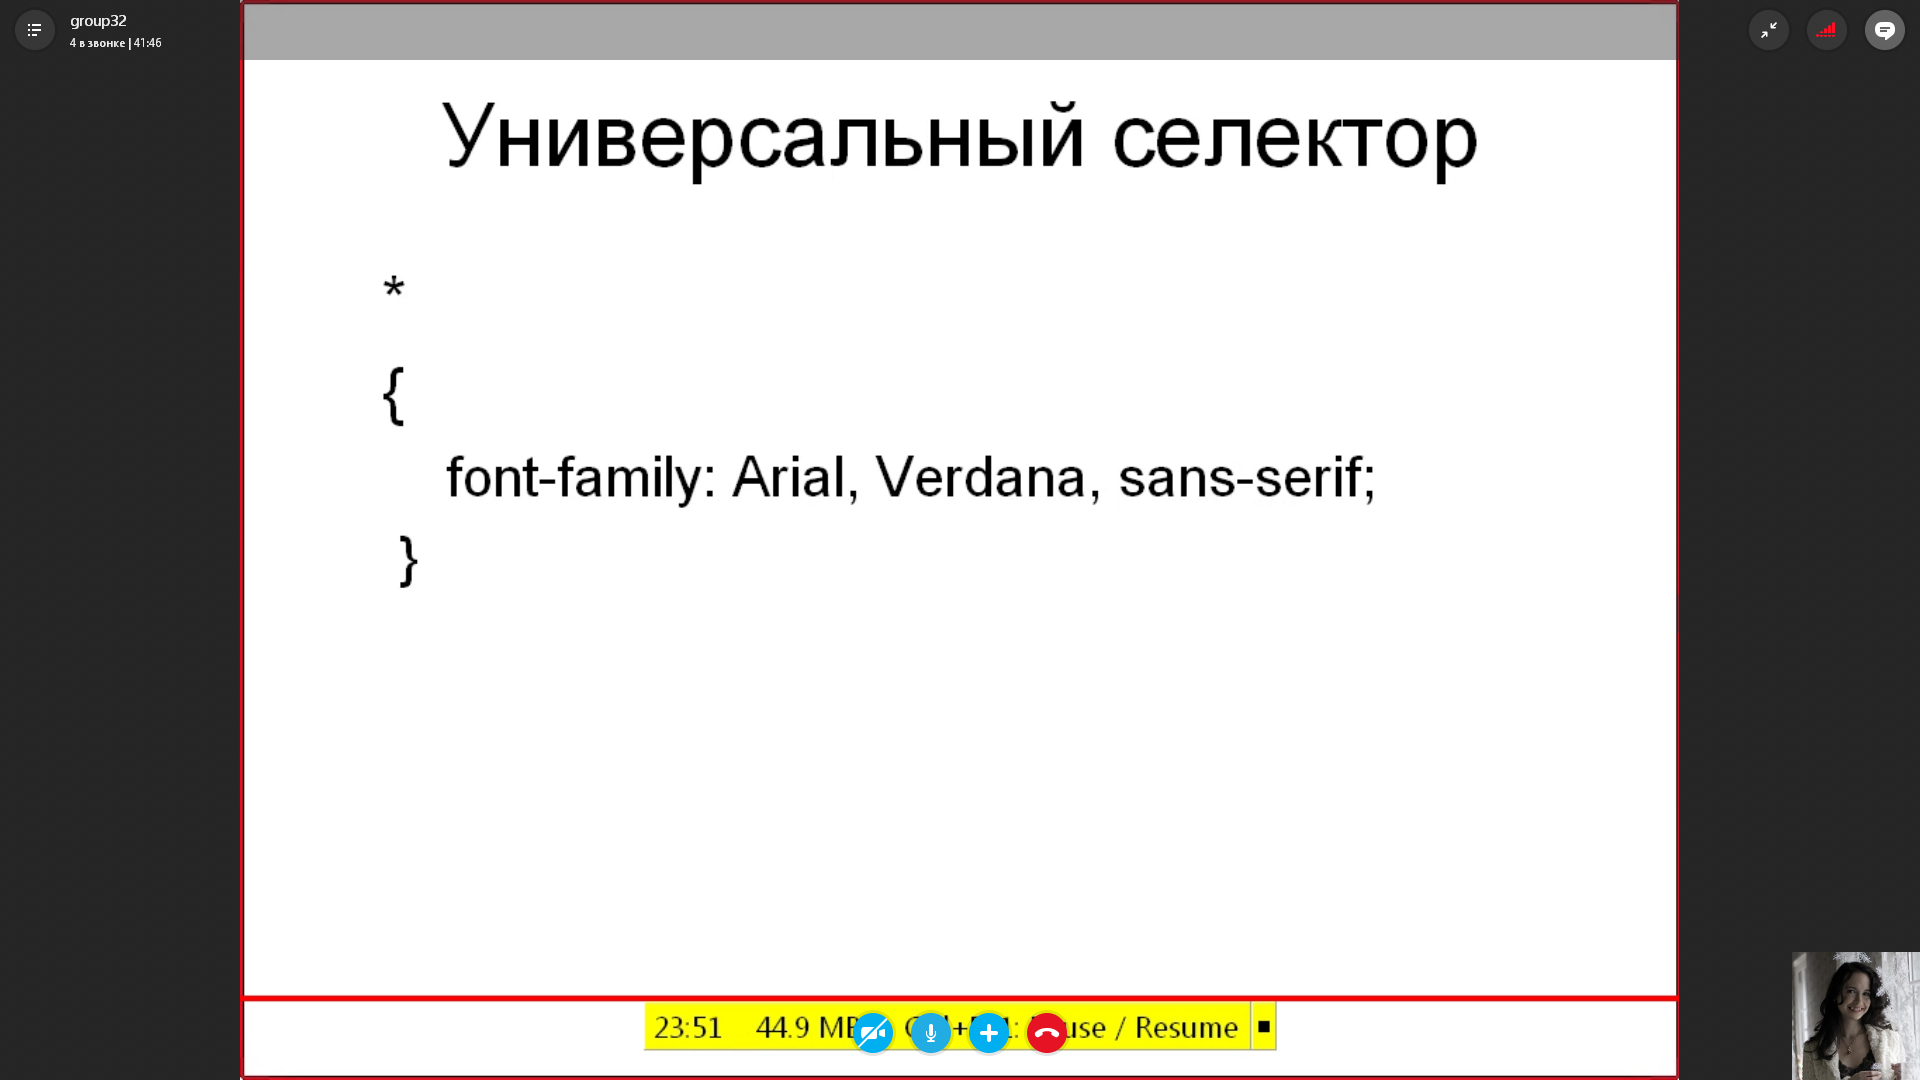 group32
4 в звонке | 41:46
Универсальный селектор
*
{
font-family: Arial, Verdana, sans-serif;
}
23:51 44.9 MB : / Resume